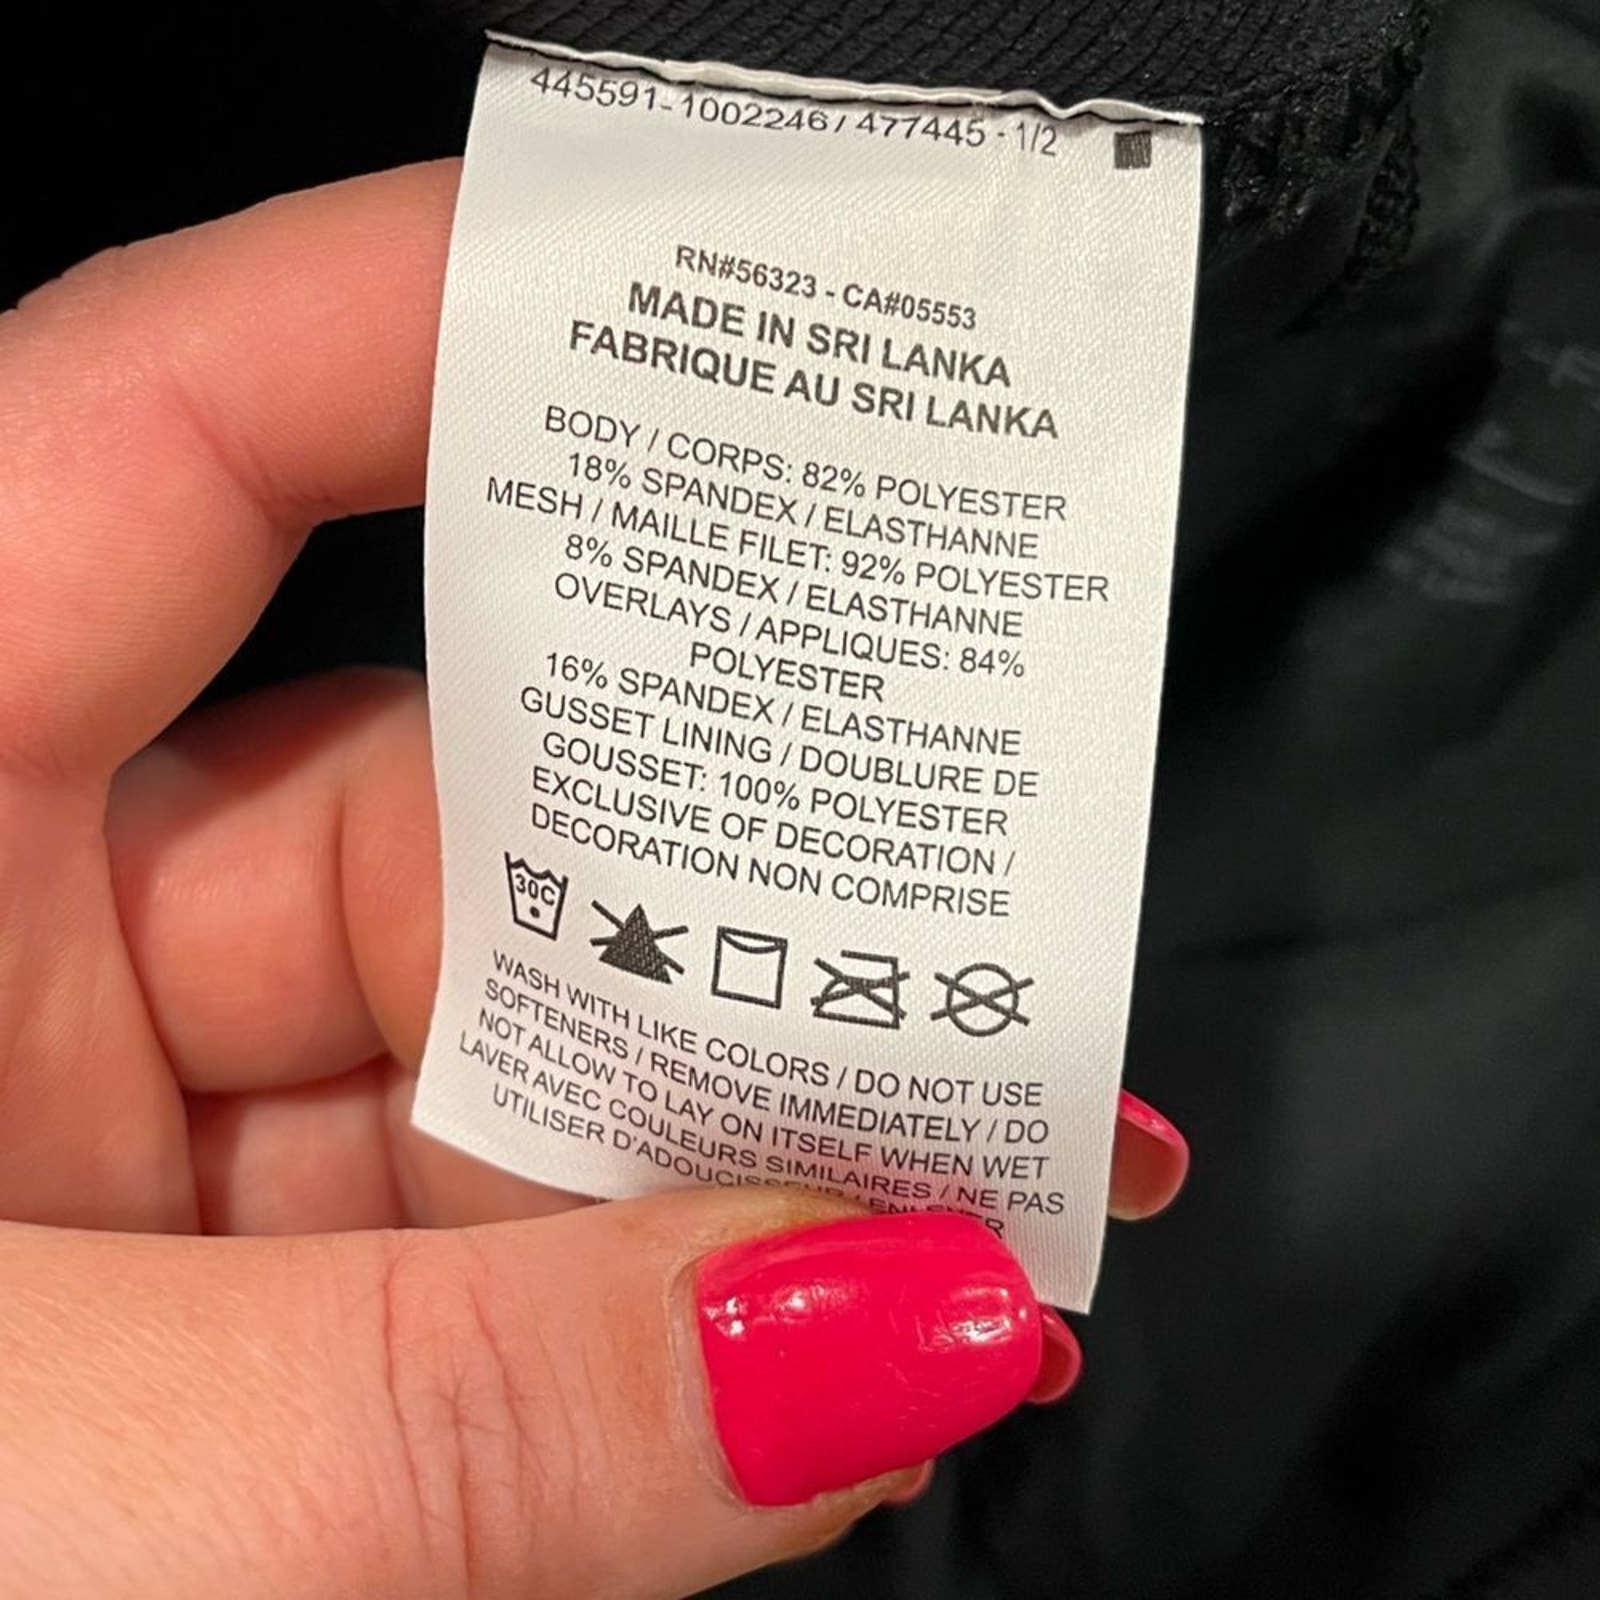 445591-1002246 / 477445 - 1/2
RN#56323 - CA#05553
MADE IN SRI LANKA
FABRIQUE AU SRI LANKA
BODY / CORPS: 82% POLYESTER
18% SPANDEX / ELASTHANNE
MESH / MAILLE FILET: 92% POLYESTER
8% SPANDEX / ELASTHANNE
OVERLAYS / APPLIQUES: 84%
POLYESTER
16% SPANDEX / ELASTHANNE
GUSSET LINING / DOUBLURE DE
GOUSSET: 100% POLYESTER
EXCLUSIVE OF DECORATION /
DECORATION NON COMPRISE
30C
WASH WITH LIKE COLORS / DO NOT USE
SOFTENERS / REMOVE IMMEDIATELY / DO
NOT ALLOW TO LAY ON ITSELF WHEN WET
LAVER AVEC COULEURS SIMILAIRES / NE PAS
UTILISER D'ADOUCISSEUR / ENLEVER